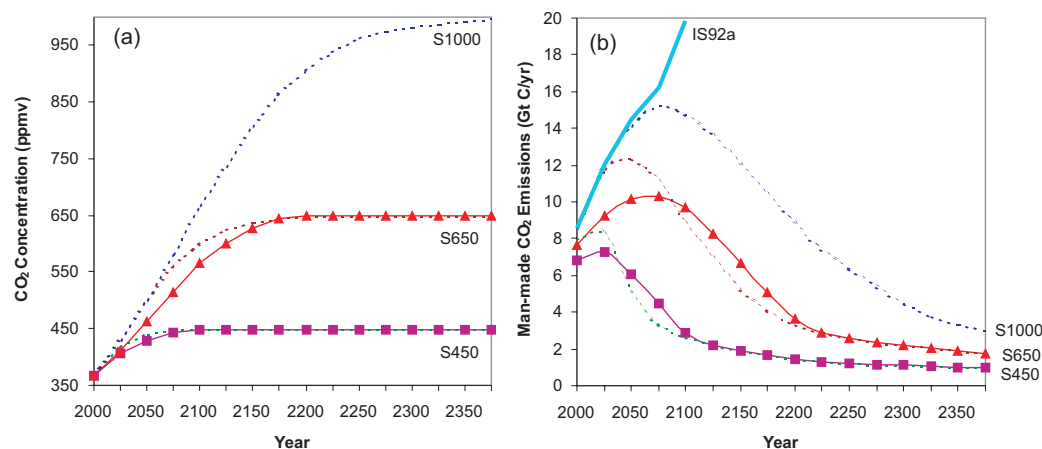 (a)
CO₂ Concentration (ppmv)
950
850
750
650
550
450
350
S1000
S650
S450
2000 2050 2100 2150 2200 2250 2300 2350
Year
(b)
Man-made CO₂ Emissions (Gt C/yr)
20
18
16
14
12
10
8
6
4
2
0
IS92a
S1000
S650
S450
2000 2050 2100 2150 2200 2250 2300 2350
Year